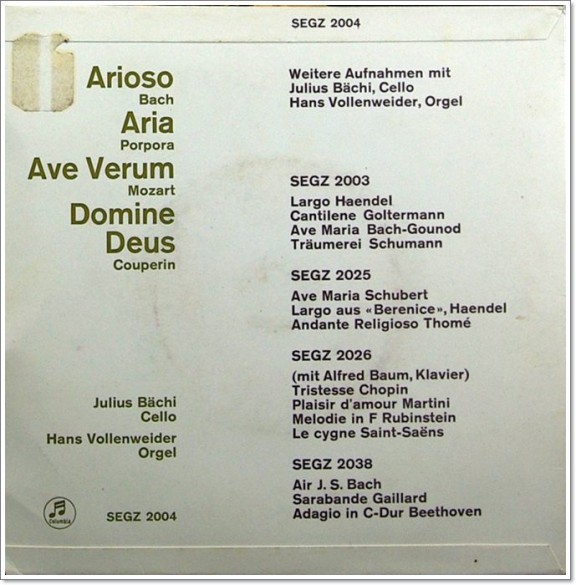 SEGZ 2004
Arioso
Bach
Aria
Porpora
Ave Verum
Mozart
Domine
Deus
Couperin
Julius Bächi
Cello
Hans Vollenweider
Orgel
Columbia
SEGZ 2004
Weitere Aufnahmen mit
Julius Bächi, Cello
Hans Vollenweider, Orgel
SEGZ 2003
Largo Haendel
Cantilene Goltermann
Ave Maria Bach-Gounod
Träumerei Schumann
SEGZ 2025
Ave Maria Schubert
Largo aus «Berenice», Haendel
Andante Religioso Thomé
SEGZ 2026
(mit Alfred Baum, Klavier)
Tristesse Chopin
Plaisir d'amour Martini
Melodie in F Rubinstein
Le cygne Saint-Saëns
SEGZ 2038
Air J. S. Bach
Sarabande Gaillard
Adagio in C-Dur Beethoven